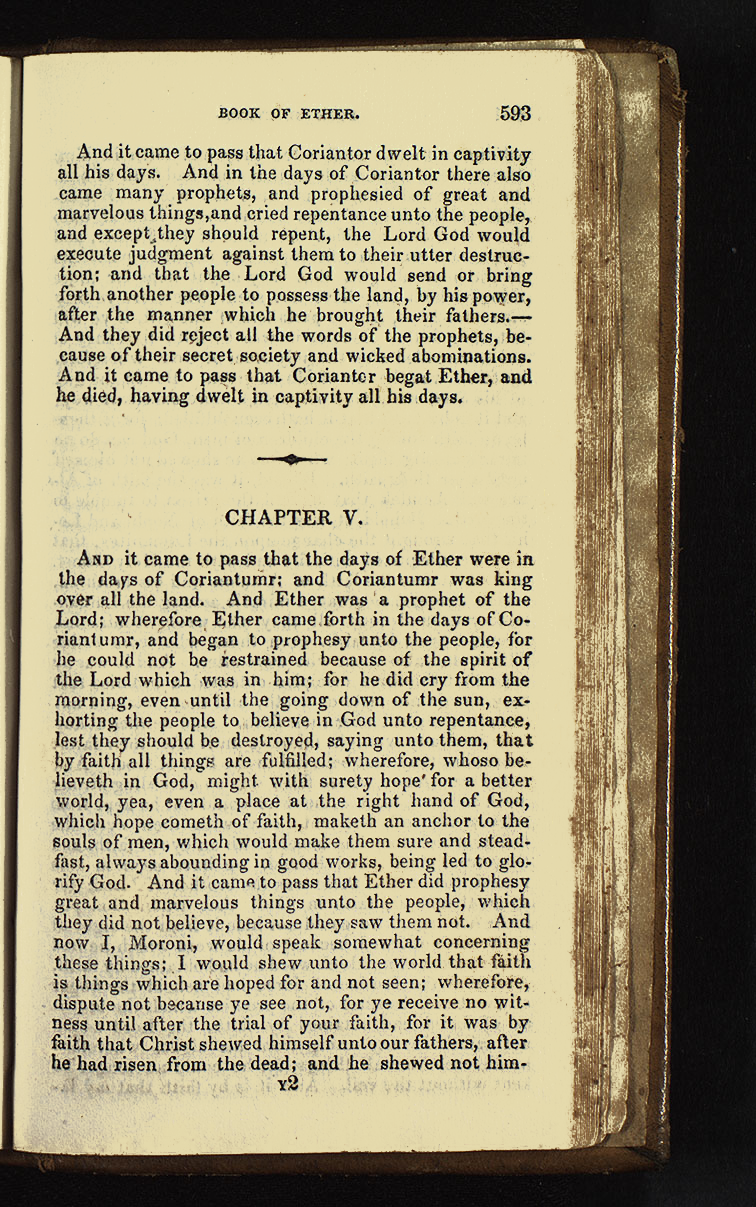 BOOK OF ETHER. 593
And it came to pass that Coriantor dwelt in captivity
all his days. And in the days of Coriantor there also
came many prophets, and prophesied of great and
marvelous things,and cried repentance unto the people,
and except they should repent, the Lord God would
execute judgment against them to their utter destruc-
tion; and that the Lord God would send or bring
forth another people to possess the land, by his power,
after the manner which he brought their fathers.—
And they did reject all the words of the prophets, be-
cause of their secret society and wicked abominations.
And it came to pass that Coriantor begat Ether, and
he died, having dwelt in captivity all his days.
CHAPTER V.
AND it came to pass that the days of Ether were in
the days of Coriantumr; and Coriantumr was king
over all the land. And Ether was a prophet of the
Lord; wherefore Ether came forth in the days of Co-
riantumr, and began to prophesy unto the people, for
he could not be restrained because of the spirit of
the Lord which was in him; for he did cry from the
morning, even until the going down of the sun, ex-
horting the people to believe in God unto repentance,
lest they should be destroyed, saying unto them, that
by faith all things are fulfilled; wherefore, whoso be-
lieveth in God, might with surety hope for a better
world, yea, even a place at the right hand of God,
which hope cometh of faith, maketh an anchor to the
souls of men, which would make them sure and stead-
fast, always abounding in good works, being led to glo-
rify God. And it came to pass that Ether did prophesy
great and marvelous things unto the people, which
they did not believe, because they saw them not. And
now I, Moroni, would speak somewhat concerning
these things; I would shew unto the world that faith
is things which are hoped for and not seen; wherefore,
dispute not because ye see not, for ye receive no wit-
ness until after the trial of your faith, for it was by
faith that Christ shewed himself unto our fathers, after
he had risen from the dead; and he shewed not him-
Y2